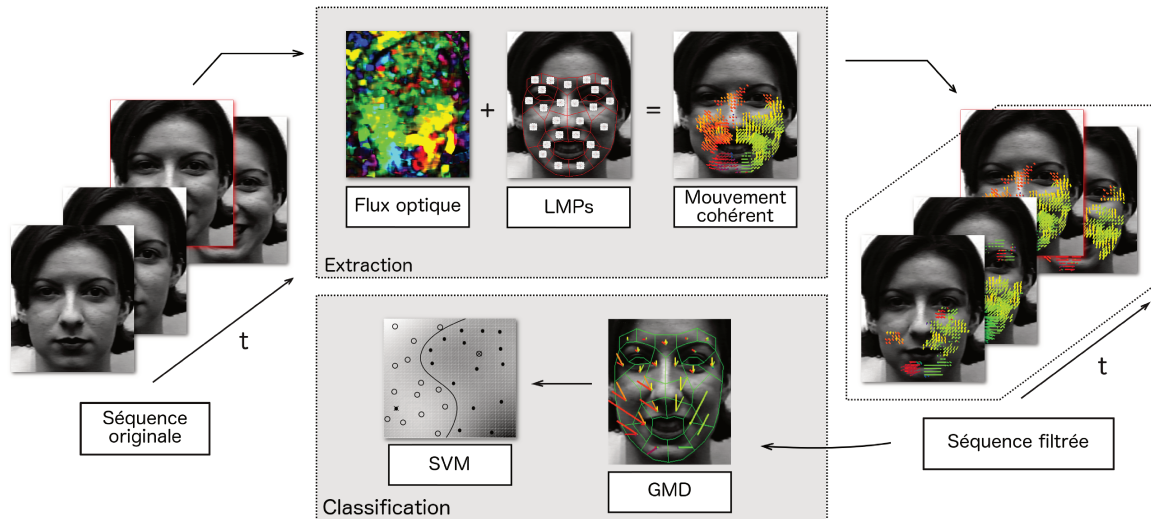 +
=
Flux optique
LMPs
Mouvement
cohérent
Extraction
t
Séquence
originale
t
Séquence filtrée
SVM
GMD
Classification